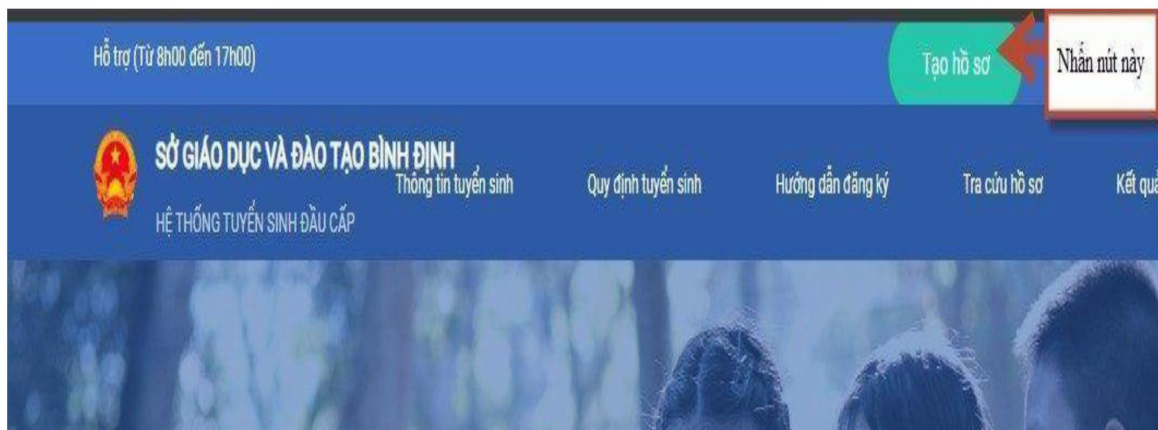 Hỗ trợ (Từ 8h00 đến 17h00)
Tạo hồ sơ
Nhấn nút này
SỞ GIÁO DỤC VÀ ĐÀO TẠO BÌNH ĐỊNH
HỆ THỐNG TUYỂN SINH ĐẦU CẤP
Thông tin tuyển sinh
Quy định tuyển sinh
Hướng dẫn đăng ký
Tra cứu hồ sơ
Kết quả